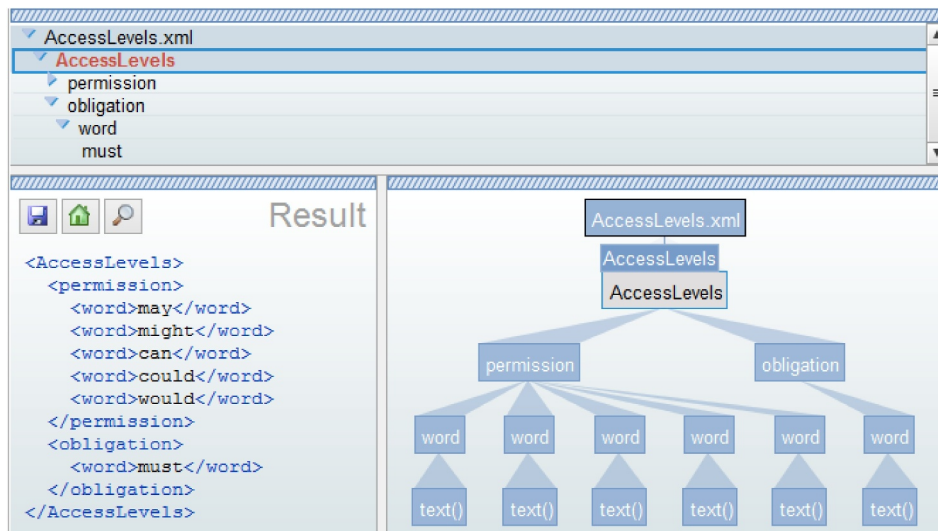 AccessLevels.xml
AccessLevels
permission
obligation
word
must
Result
<AccessLevels>
<permission>
<word>may</word>
<word>might</word>
<word>can</word>
<word>could</word>
<word>would</word>
</permission>
<obligation>
<word>must</word>
</obligation>
</AccessLevels>
AccessLevels.xml
AccessLevels
AccessLevels
permission obligation
word word word word word word
text() text() text() text() text() text()